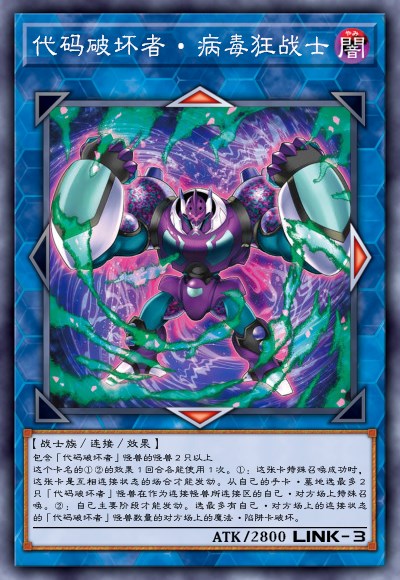 代码破坏者・病毒狂战士
やみ
闇
【战士族／连接／效果】
包含「代码破坏者」怪兽的怪兽2只以上
这个卡名的①②的效果1回合各能使用1次。①：这张卡特殊召唤成功时，
这张卡是互相连接状态的场合才能发动。从自己的手卡・墓地选最多2
只「代码破坏者」怪兽在作为连接怪兽所连接区的自己・对方场上特殊召
唤。②：自己主要阶段才能发动。选最多有自己・对方场上的连接状态
的「代码破坏者」怪兽数量的对方场上的魔法・陷阱卡破坏。
ATK/2800 LINK-3